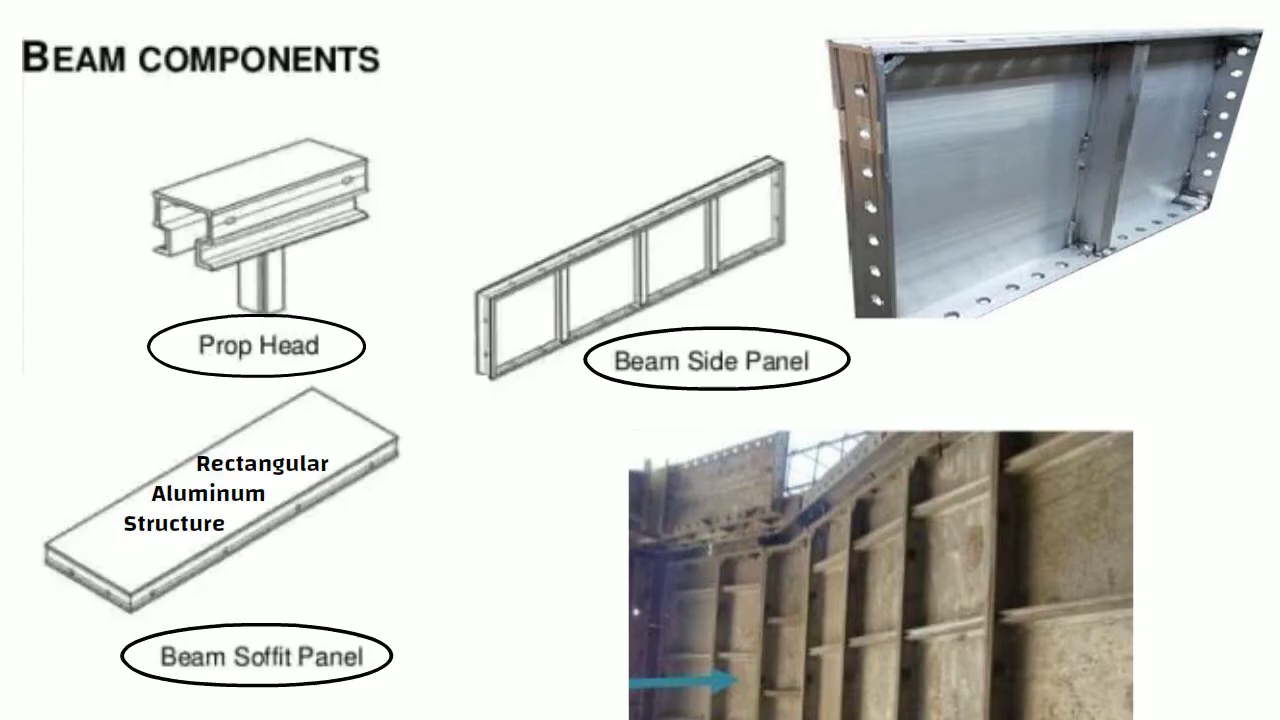 BEAM COMPONENTS
Prop Head
Beam Side Panel
Rectangular
Aluminum
Structure
Beam Soffit Panel